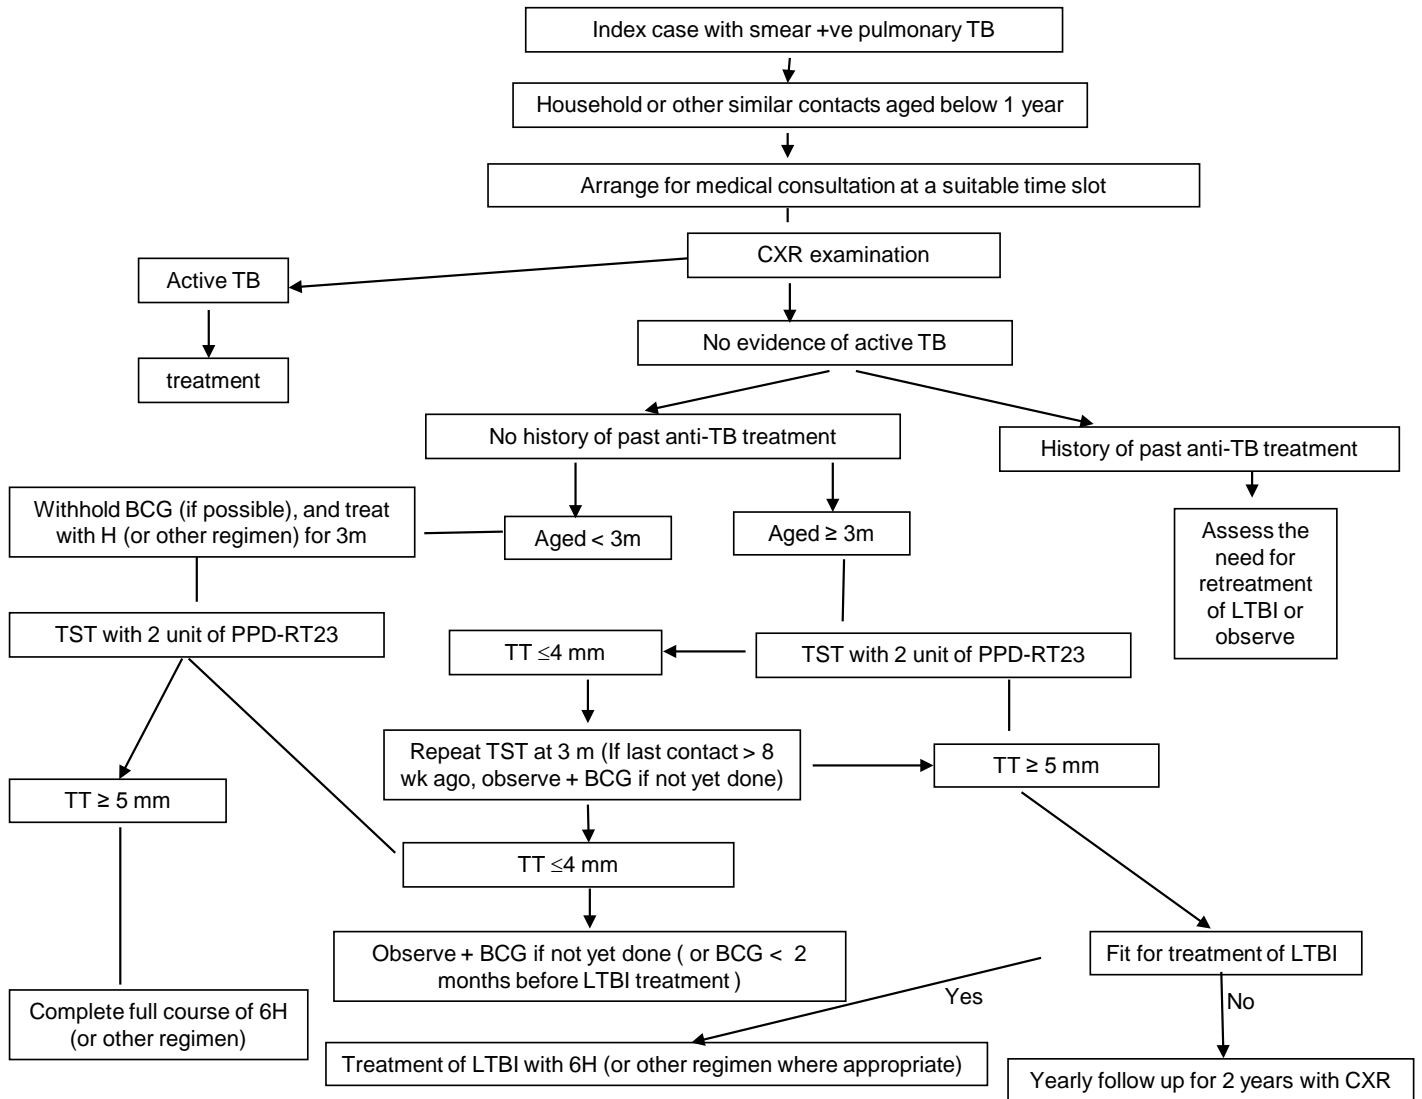 Index case with smear +ve pulmonary TB
Household or other similar contacts aged below 1 year
Arrange for medical consultation at a suitable time slot
CXR examination
Active TB
No evidence of active TB
treatment
No history of past anti-TB treatment
History of past anti-TB treatment
Withhold BCG (if possible), and treat
with H (or other regimen) for 3m
Aged < 3m
Aged ≥ 3m
Assess the
need for
retreatment
of LTBI or
observe
TST with 2 unit of PPD-RT23
TT ≤4 mm
TST with 2 unit of PPD-RT23
Repeat TST at 3 m (If last contact > 8
wk ago, observe + BCG if not yet done)
TT ≥ 5 mm
TT ≥ 5 mm
TT ≤4 mm
Observe + BCG if not yet done ( or BCG < 2
months before LTBI treatment )
Fit for treatment of LTBI
Yes
No
Complete full course of 6H
(or other regimen)
Treatment of LTBI with 6H (or other regimen where appropriate)
Yearly follow up for 2 years with CXR